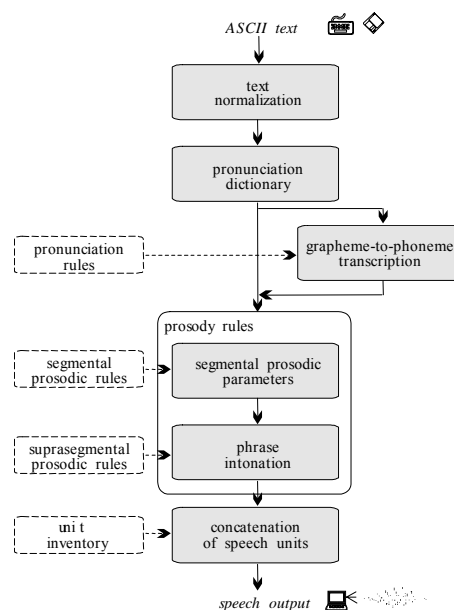 ASCII text
text
normalization
pronunciation
dictionary
pronunciation
rules
grapheme-to-phoneme
transcription
prosody rules
segmental
prosodic rules
segmental prosodic
parameters
suprasegmental
prosodic rules
phrase
intonation
unit
inventory
concatenation
of speech units
speech output